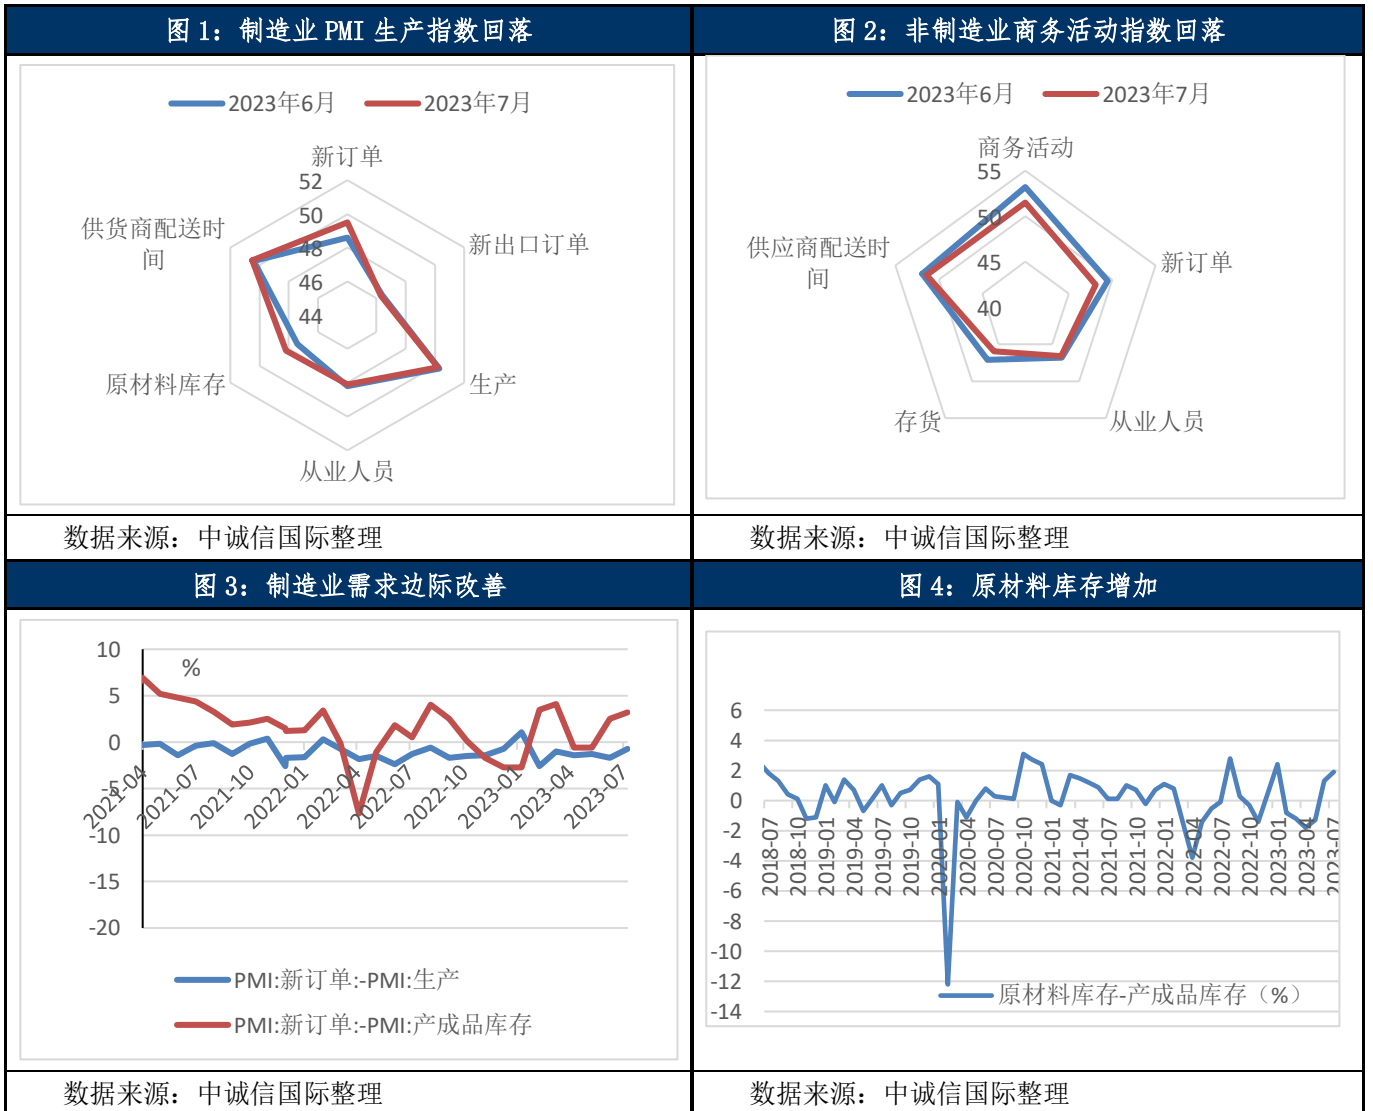 图 1：制造业 PMI 生产指数回落
2023年6月 2023年7月
新订单
52
50
48
46
44
供货商配送时
间
新出口订单
原材料库存
生产
从业人员
数据来源：中诚信国际整理
图 2：非制造业商务活动指数回落
2023年6月 2023年7月
商务活动
55
50
45
40
供应商配送时
间
新订单
存货
从业人员
数据来源：中诚信国际整理
图 3：制造业需求边际改善
%
10
5
0
-5
-10
-15
-20
2021-04
2021-07
2021-10
2022-01
2022-04
2022-07
2022-10
2023-01
2023-04
2023-07
PMI:新订单:-PMI:生产
PMI:新订单:-PMI:产成品库存
数据来源：中诚信国际整理
图 4：原材料库存增加
6
4
2
0
-2
-4
-6
-8
-10
-12
-14
2018-07
2018-10
2019-01
2019-04
2019-07
2019-10
2020-01
2020-04
2020-07
2020-10
2021-01
2021-04
2021-07
2021-10
2022-01
2022-04
2022-07
2022-10
2023-01
2023-04
2023-07
原材料库存-产成品库存（%）
数据来源：中诚信国际整理